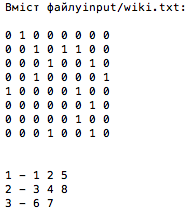 Вміст файлуinput/wiki.txt:
0 1 0 0 0 0 0 0
0 0 1 0 1 1 0 0
0 0 0 1 0 0 1 0
0 0 1 0 0 0 0 1
1 0 0 0 0 1 0 0
0 0 0 0 0 0 1 0
0 0 0 0 0 1 0 0
0 0 0 1 0 0 1 0
1 – 1 2 5
2 – 3 4 8
3 – 6 7